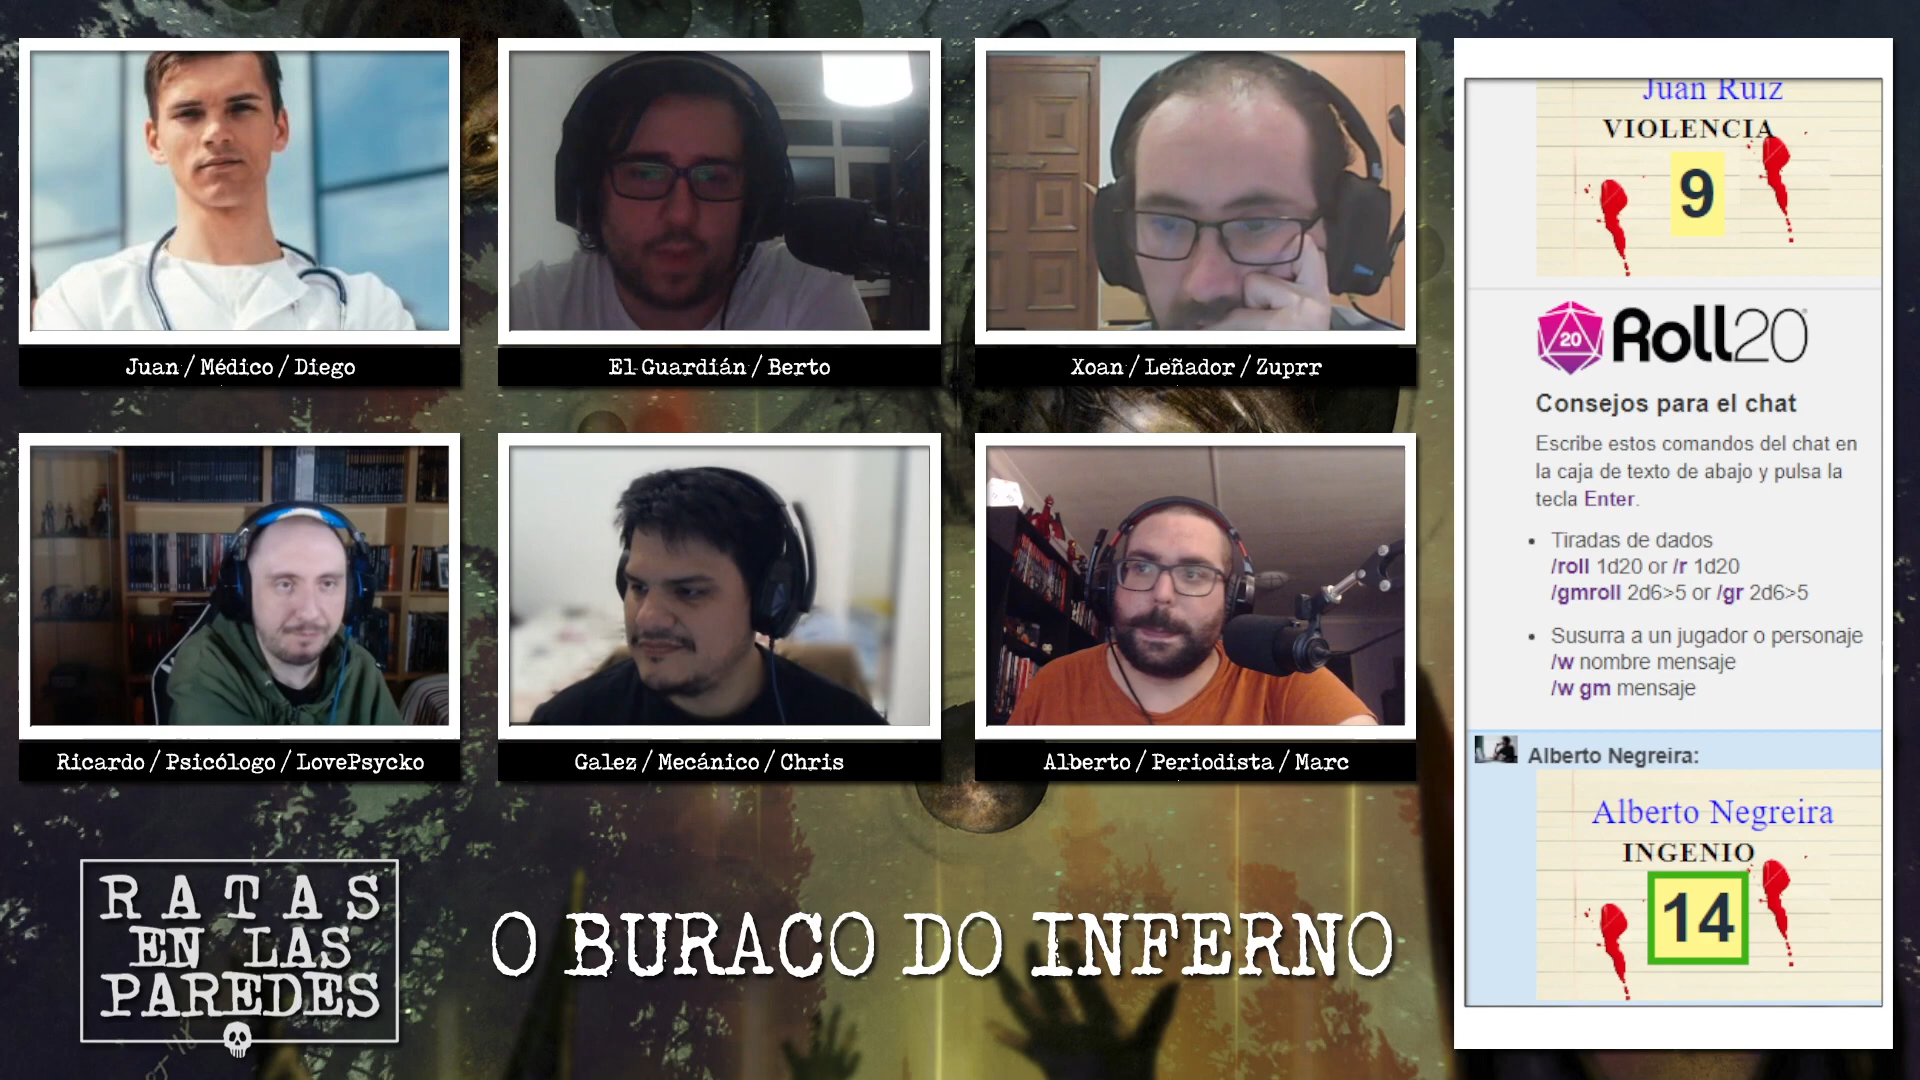 Juan / Médico / Diego
El Guardián / Berto
Xoan / Leñador / Zuprr
Ricardo / Psicólogo / LovePsycko
Galez / Mecánico / Chris
Alberto / Periodista / Marc
RATAS
EN LAS
PAREDES
O BURACO DO INFERNO
Juan Ruiz
VIOLENCIA
9
20 Roll20
Consejos para el chat
Escribe estos comandos del chat en
la caja de texto de abajo y pulsa la
tecla Enter.
• Tiradas de dados
/roll 1d20 or /r 1d20
/gmroll 2d6>5 or /gr 2d6>5
• Susurra a un jugador o personaje
/w nombre mensaje
/w gm mensaje
Alberto Negreira:
Alberto Negreira
INGENIO
14